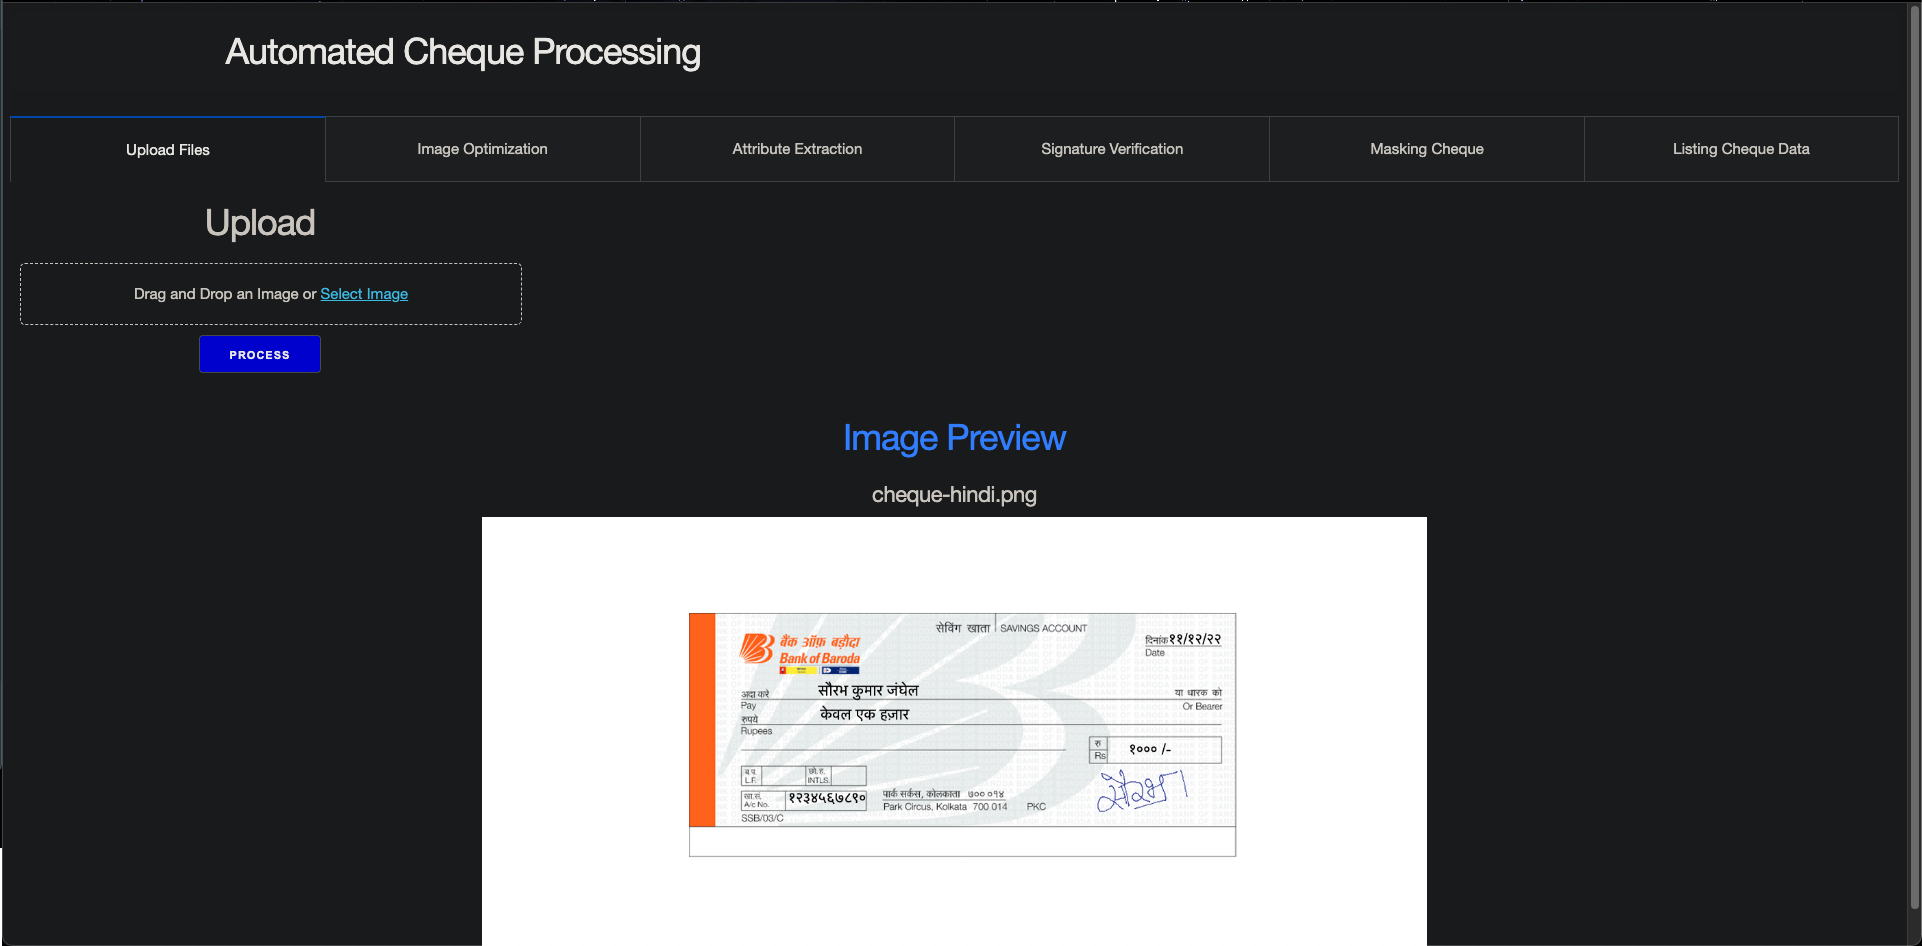 Automated Cheque Processing
Upload Files
Image Optimization
Attribute Extraction
Signature Verification
Masking Cheque
Listing Cheque Data
Upload
Drag and Drop an Image or Select Image
PROCESS
Image Preview
cheque-hindi.png
सेविंग खाता SAVINGS ACCOUNT
बैंक ऑफ़ बड़ौदा
Bank of Baroda
दिनांक ११/१२/२२
Date
अदा करे सौरभ कुमार जंघेल या धारक को
Pay Or Bearer
रुपये केवल एक हज़ार
Rupees
रु
Rs १००० /-
ब.प. छो.ह.
L.F. INTLS.
खा.सं. १२३४५६७८९०
A/c No.
पार्क सर्कस, कोलकाता ७०० ०१४
Park Circus, Kolkata 700 014 PKC
सौरभ
SSB/03/C